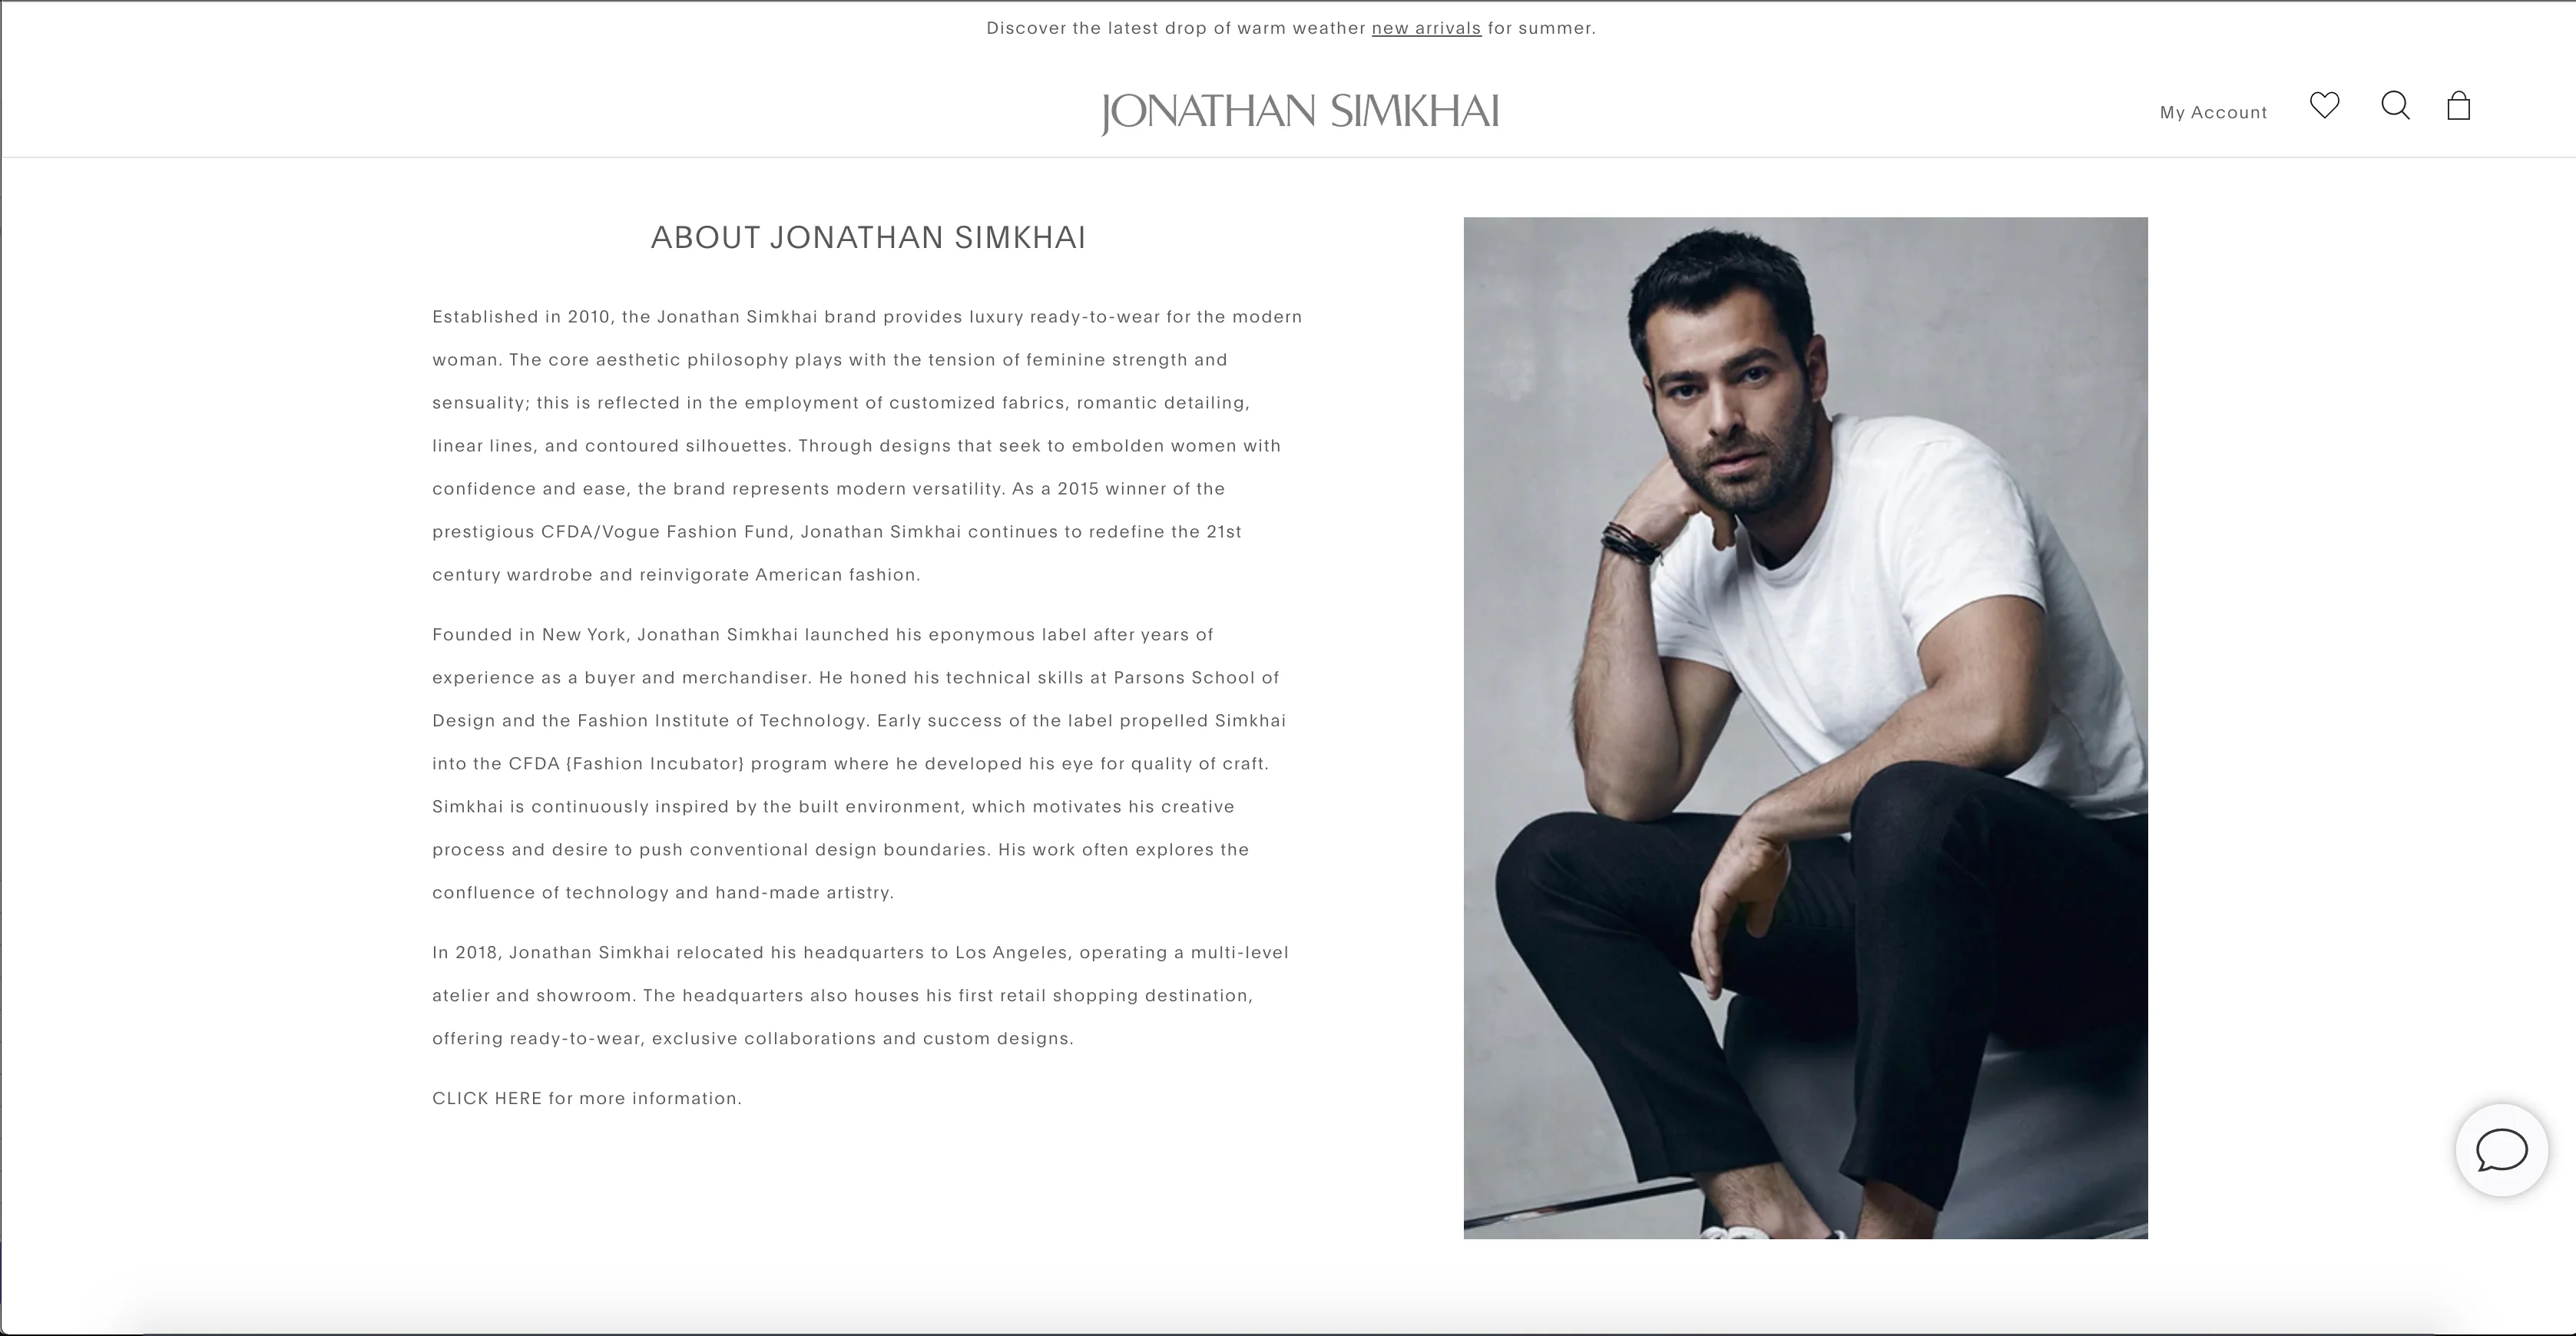 Discover the latest drop of warm weather new arrivals for summer.
JONATHAN SIMKHAI
My Account
ABOUT JONATHAN SIMKHAI
Established in 2010, the Jonathan Simkhai brand provides luxury ready-to-wear for the modern
woman. The core aesthetic philosophy plays with the tension of feminine strength and
sensuality; this is reflected in the employment of customized fabrics, romantic detailing,
linear lines, and contoured silhouettes. Through designs that seek to embolden women with
confidence and ease, the brand represents modern versatility. As a 2015 winner of the
prestigious CFDA/Vogue Fashion Fund, Jonathan Simkhai continues to redefine the 21st
century wardrobe and reinvigorate American fashion.
Founded in New York, Jonathan Simkhai launched his eponymous label after years of
experience as a buyer and merchandiser. He honed his technical skills at Parsons School of
Design and the Fashion Institute of Technology. Early success of the label propelled Simkhai
into the CFDA {Fashion Incubator} program where he developed his eye for quality of craft.
Simkhai is continuously inspired by the built environment, which motivates his creative
process and desire to push conventional design boundaries. His work often explores the
confluence of technology and hand-made artistry.
In 2018, Jonathan Simkhai relocated his headquarters to Los Angeles, operating a multi-level
atelier and showroom. The headquarters also houses his first retail shopping destination,
offering ready-to-wear, exclusive collaborations and custom designs.
CLICK HERE for more information.